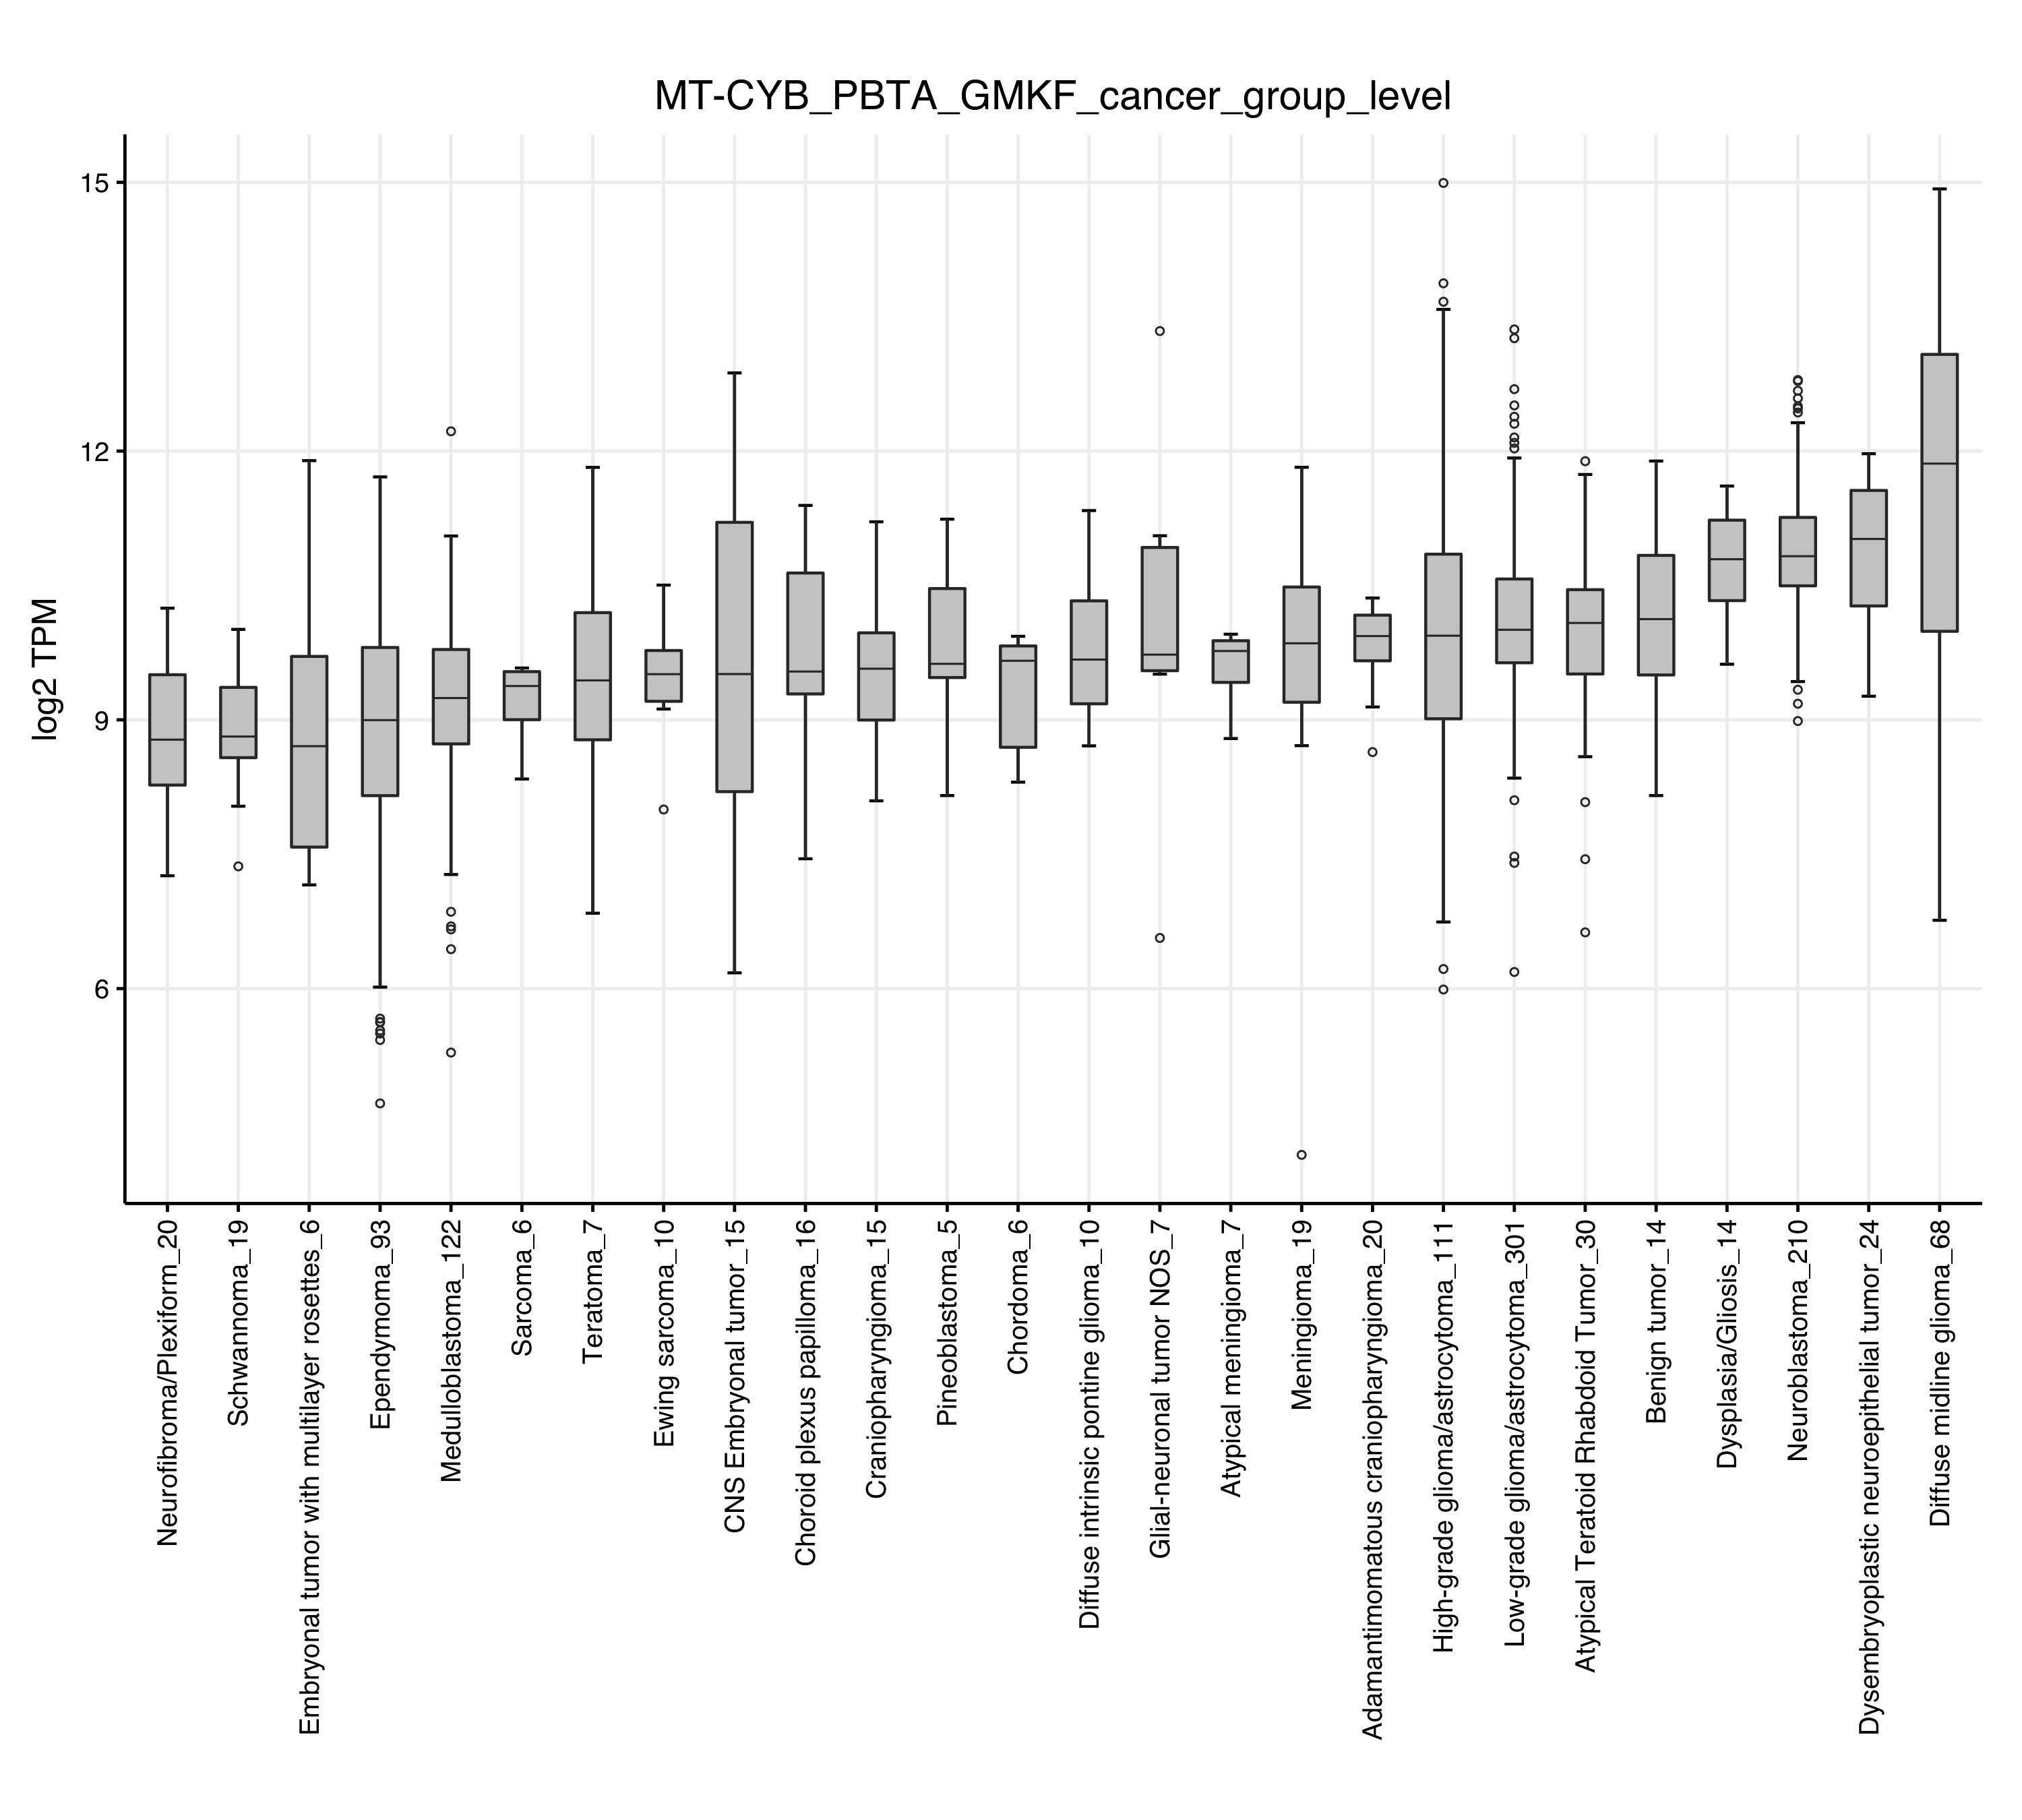 MT-CYB_PBTA_GMKF_cancer_group_level
log2 TPM
15
12
9
6
Neurofibroma/Plexiform_20
Schwannoma_19
Embryonal tumor with multilayer rosettes_6
Ependymoma_93
Medulloblastoma_122
Sarcoma_6
Teratoma_7
Ewing sarcoma_10
CNS Embryonal tumor_15
Choroid plexus papilloma_16
Craniopharyngioma_15
Pineoblastoma_5
Chordoma_6
Diffuse intrinsic pontine glioma_10
Glial-neuronal tumor NOS_7
Atypical meningioma_7
Meningioma_19
Adamantinomatous craniopharyngioma_20
High-grade glioma/astrocytoma_111
Low-grade glioma/astrocytoma_301
Atypical Teratoid Rhabdoid Tumor_30
Benign tumor_14
Dysplasia/Gliosis_14
Neuroblastoma_210
Dysembryoplastic neuroepithelial tumor_24
Diffuse midline glioma_68